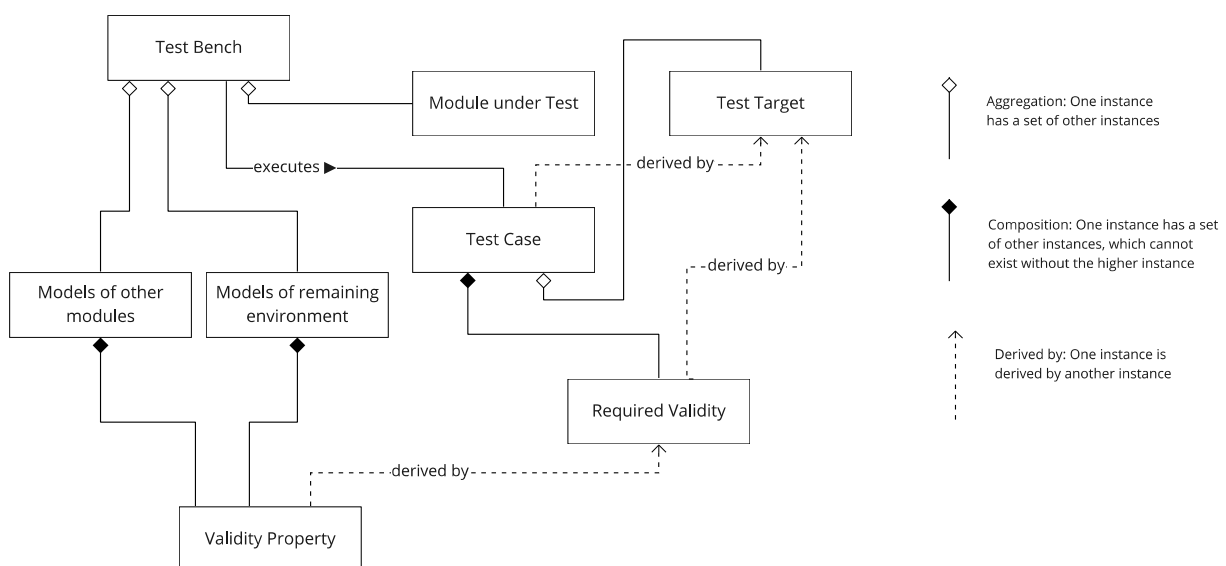 Test Bench
Module under Test
Test Target
Aggregation: One instance
has a set of other instances
executes ▶
derived by
Test Case
Composition: One instance has a set
of other instances, which cannot
exist without the higher instance
derived by
Models of other
modules
Models of remaining
environment
Derived by: One instance is
derived by another instance
Required Validity
derived by
Validity Property